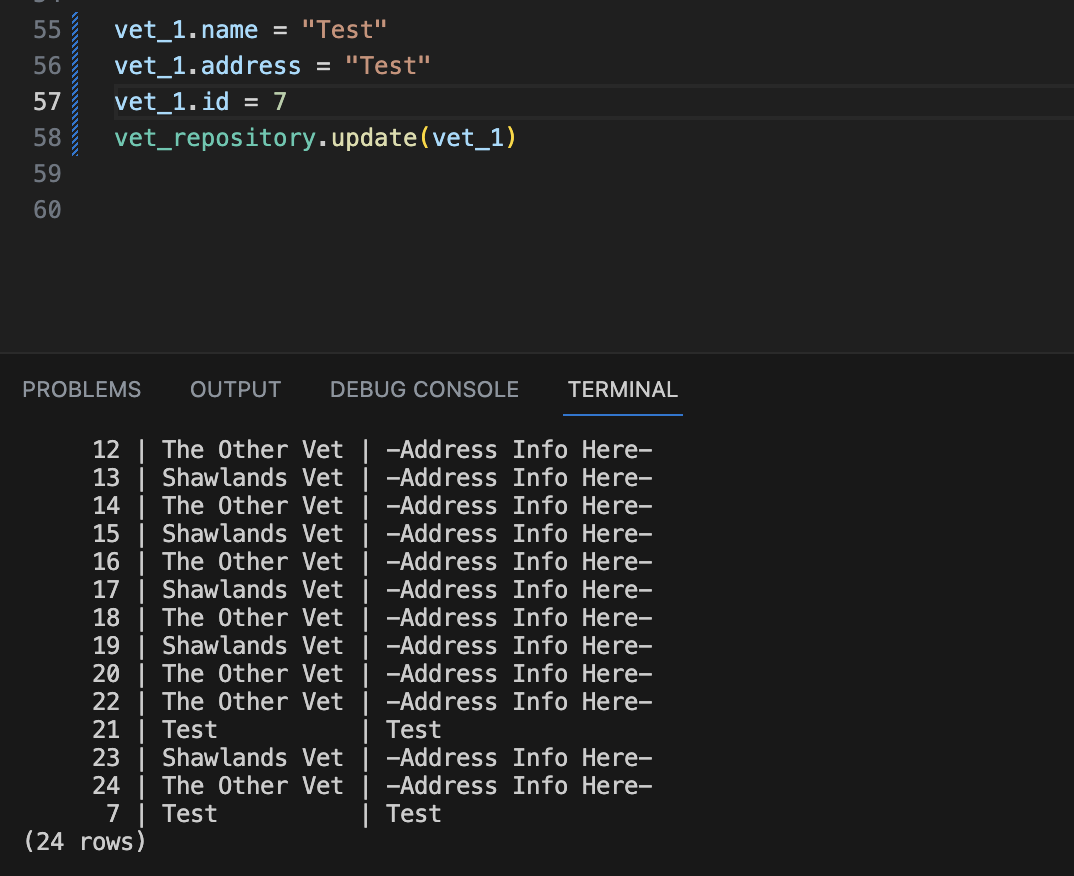 55 vet_1.name = "Test"
56 vet_1.address = "Test"
57 vet_1.id = 7
58 vet_repository.update(vet_1)
59
60
PROBLEMS OUTPUT DEBUG CONSOLE TERMINAL
12 | The Other Vet | -Address Info Here-
13 | Shawlands Vet | -Address Info Here-
14 | The Other Vet | -Address Info Here-
15 | Shawlands Vet | -Address Info Here-
16 | The Other Vet | -Address Info Here-
17 | Shawlands Vet | -Address Info Here-
18 | The Other Vet | -Address Info Here-
19 | Shawlands Vet | -Address Info Here-
20 | The Other Vet | -Address Info Here-
22 | The Other Vet | -Address Info Here-
21 | Test | Test
23 | Shawlands Vet | -Address Info Here-
24 | The Other Vet | -Address Info Here-
7 | Test | Test
(24 rows)